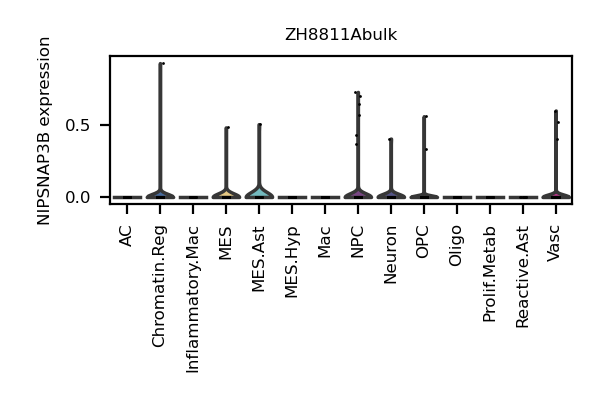 ZH8811Abulk
NIPSNAP3B expression
0.5
0.0
AC
Chromatin.Reg
Inflammatory.Mac
MES
MES.Ast
MES.Hyp
Mac
NPC
Neuron
OPC
Oligo
Prolif.Metab
Reactive.Ast
Vasc